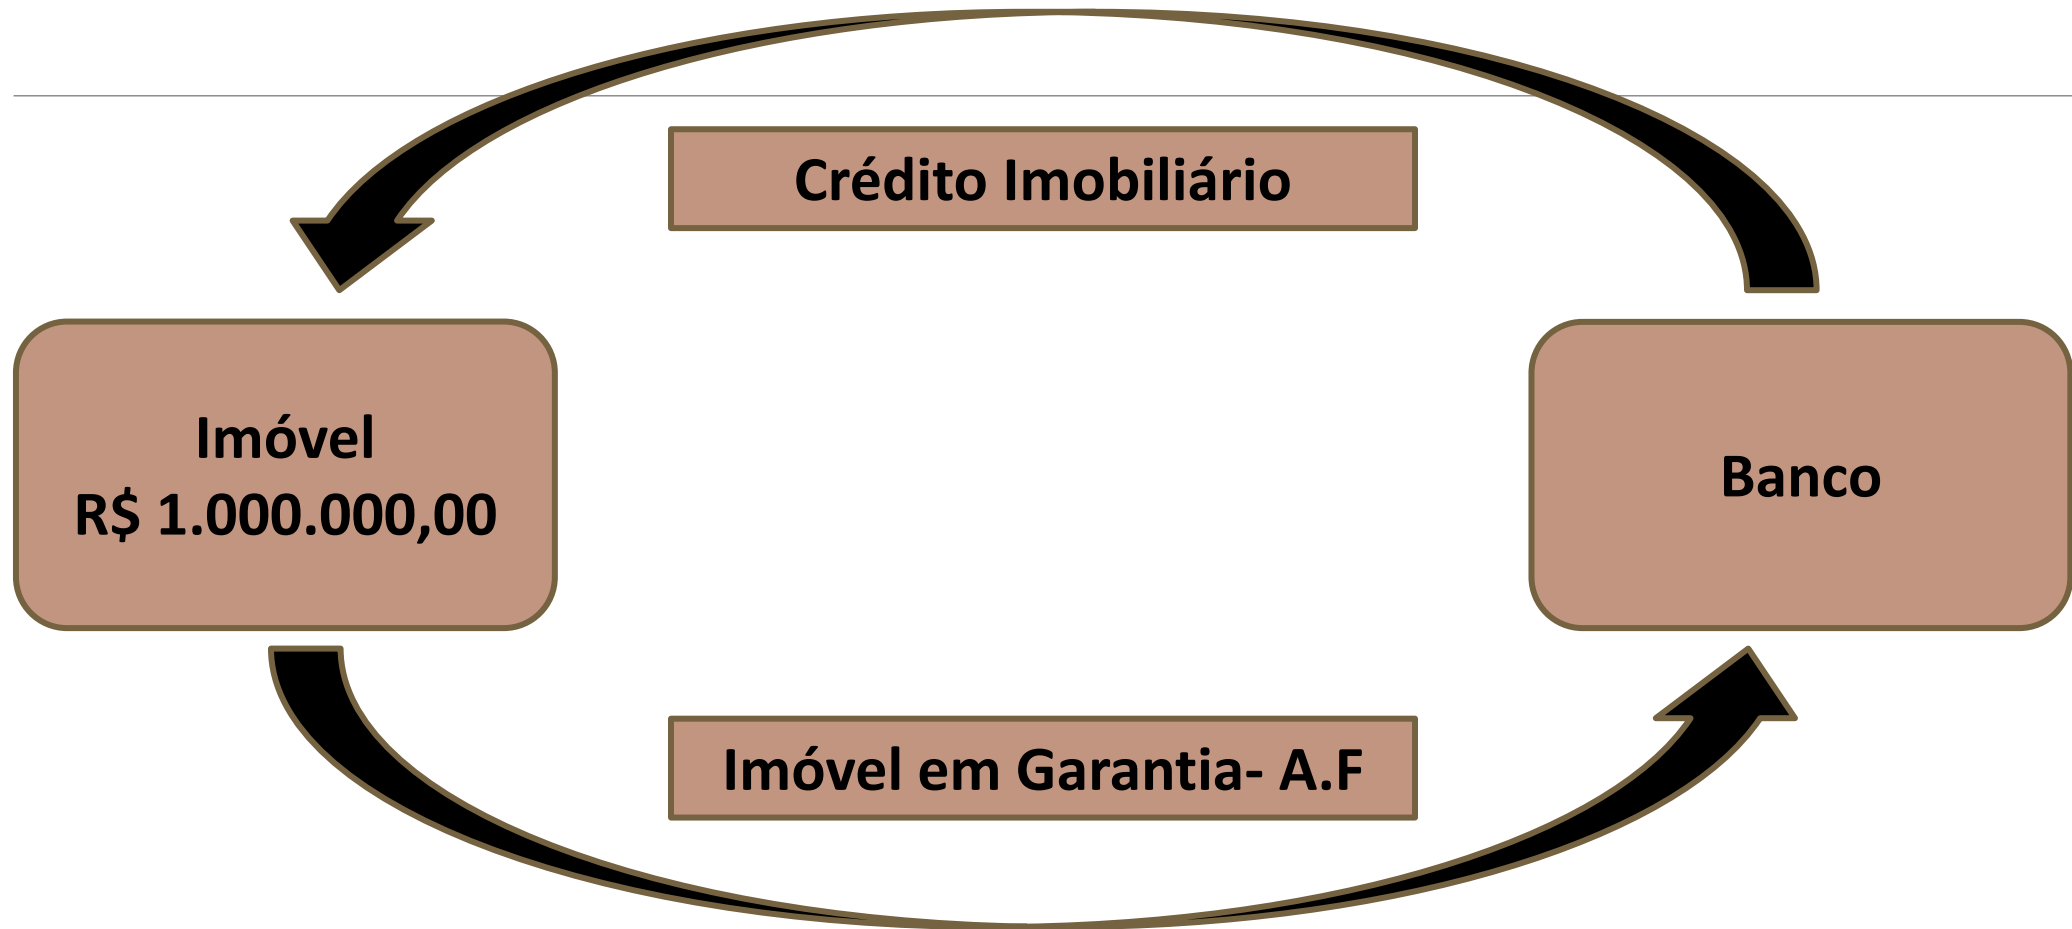 Crédito Imobiliário
Imóvel
R$ 1.000.000,00
Banco
Imóvel em Garantia- A.F